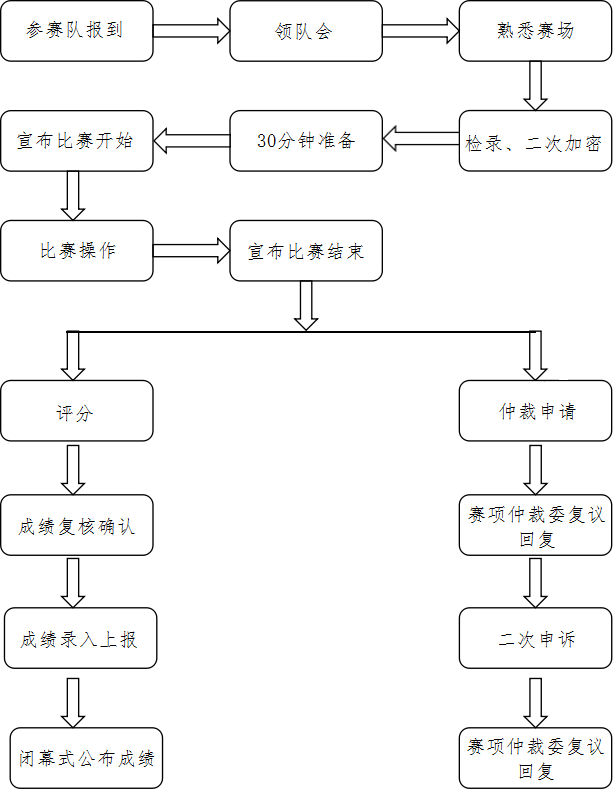 参赛队报到
领队会
熟悉赛场
宣布比赛开始
30分钟准备
检录、二次加密
比赛操作
宣布比赛结束
评分
仲裁申请
成绩复核确认
赛项仲裁委复议
回复
成绩录入上报
二次申诉
闭幕式公布成绩
赛项仲裁委复议
回复